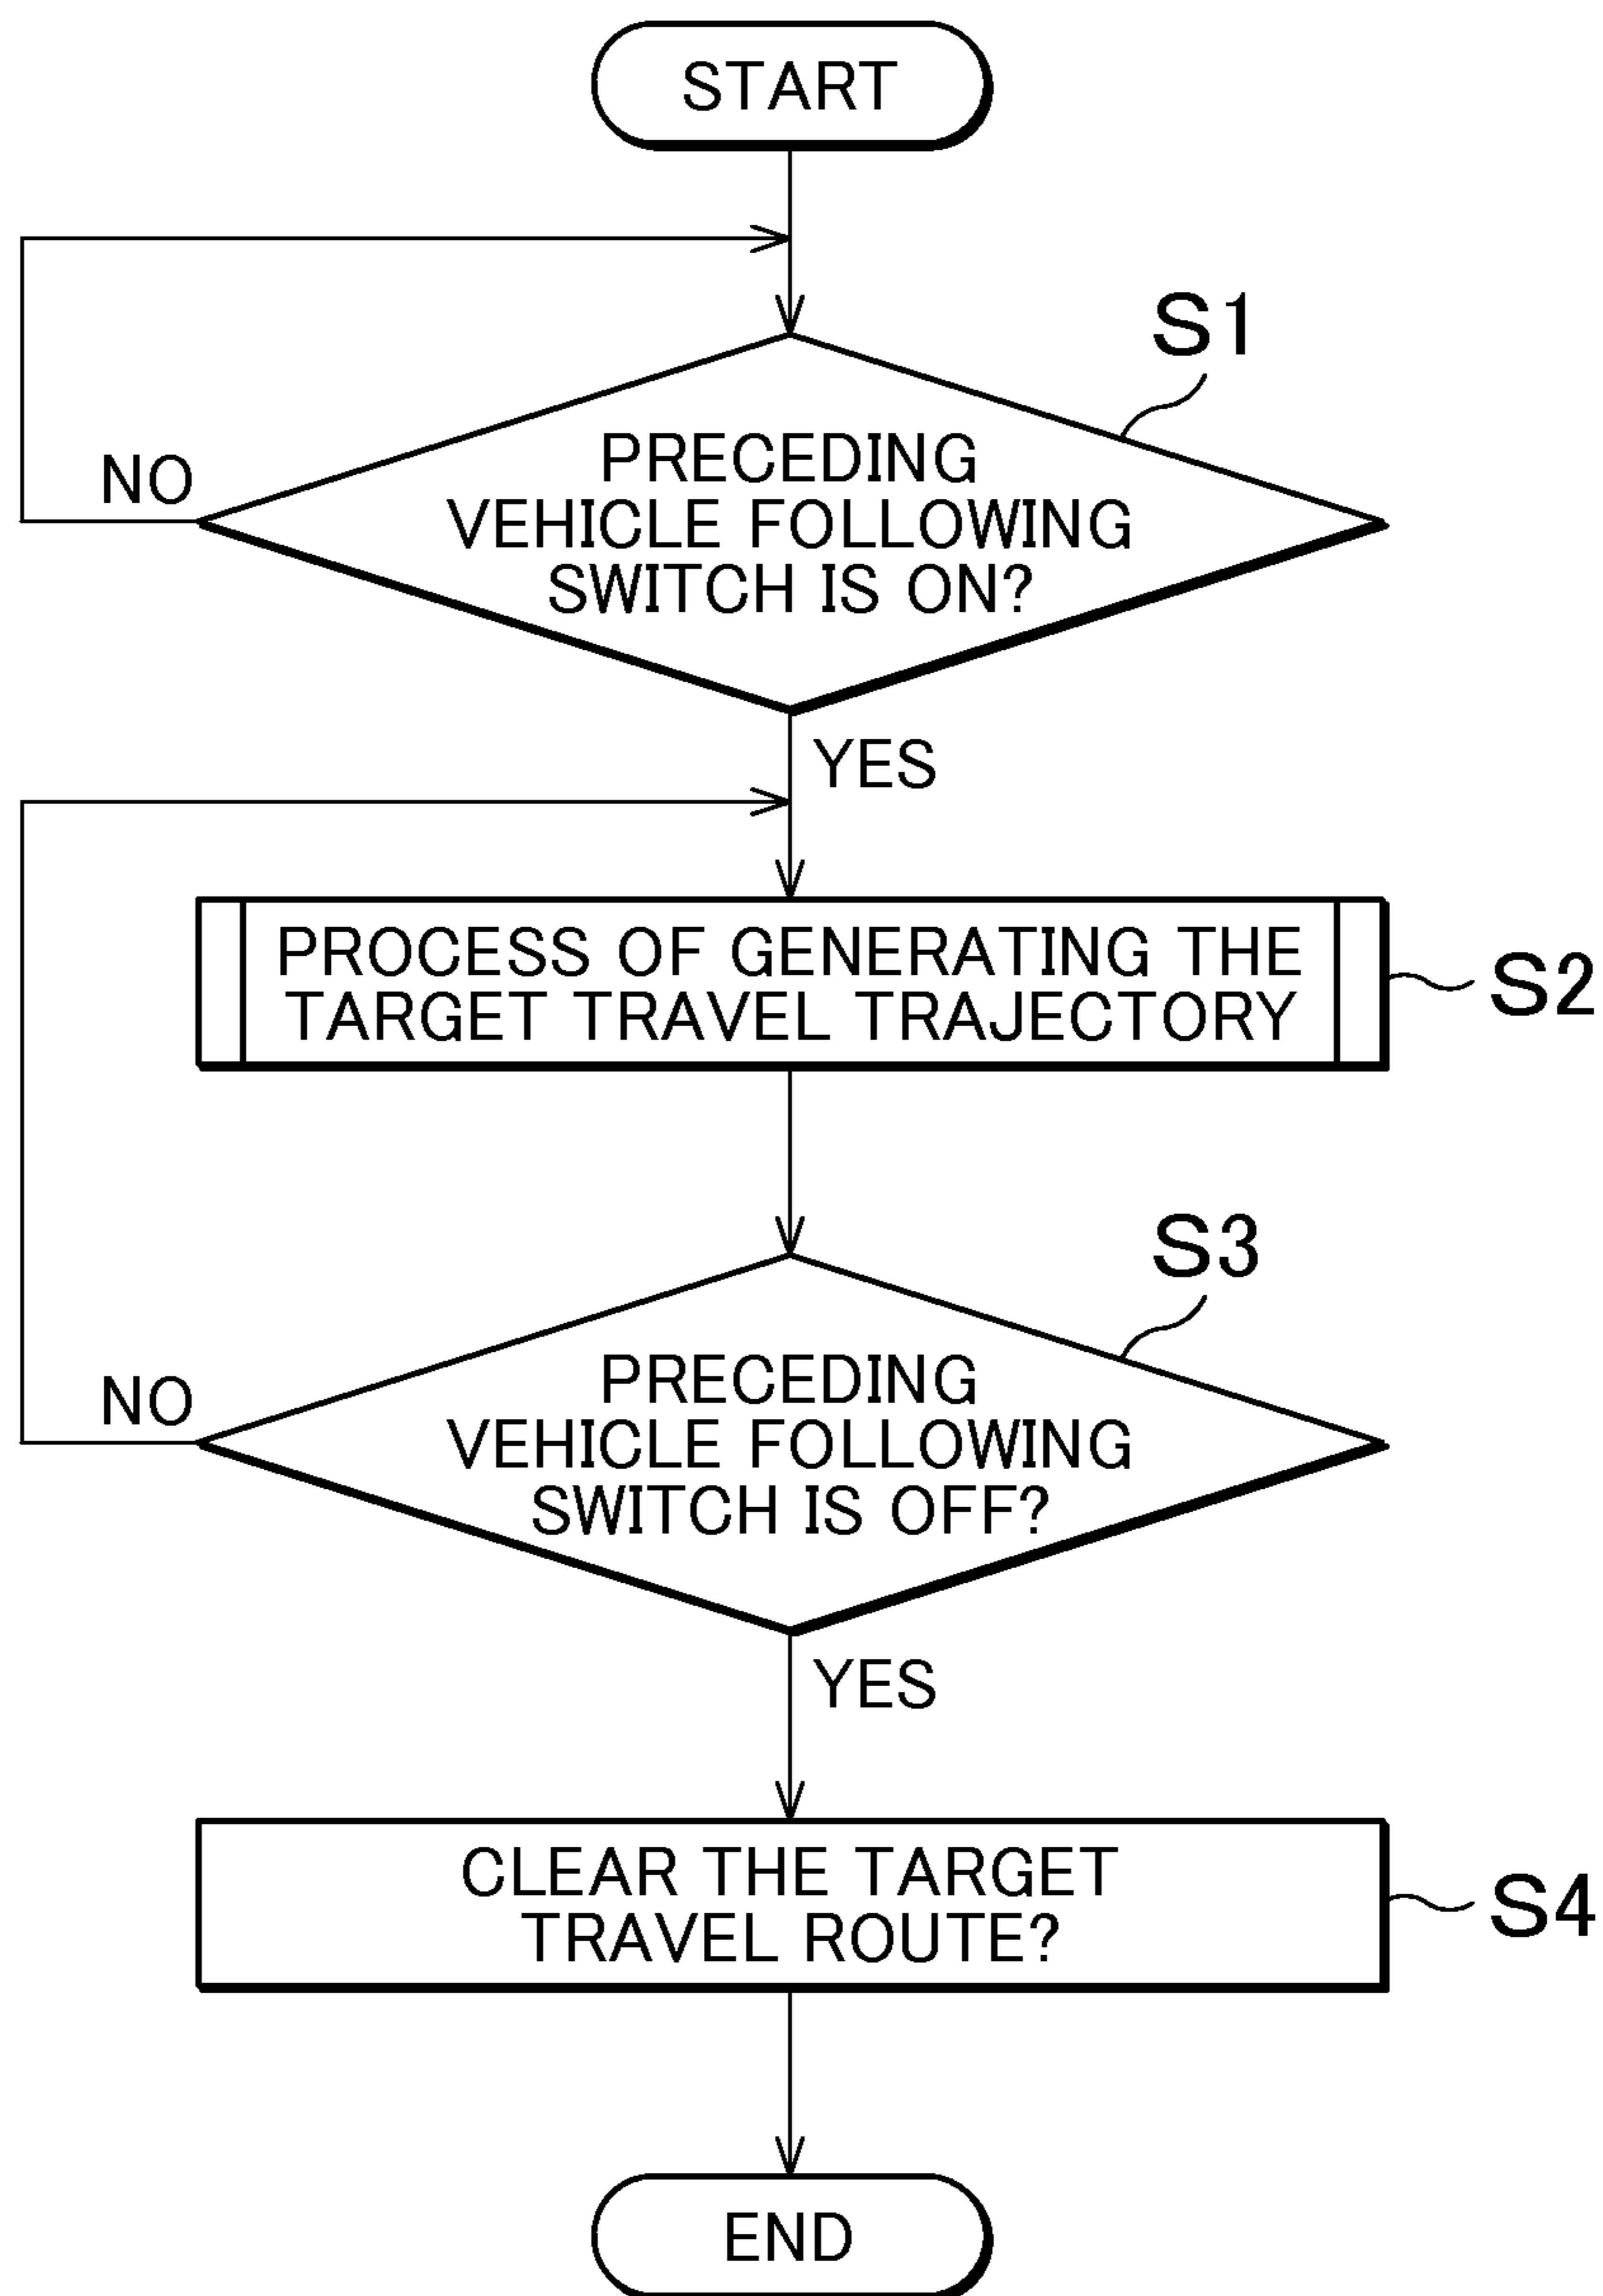 START
S1
PRECEDING
VEHICLE FOLLOWING
SWITCH IS ON?
NO
YES
PROCESS OF GENERATING THE
TARGET TRAVEL TRAJECTORY
S2
S3
PRECEDING
VEHICLE FOLLOWING
SWITCH IS OFF?
NO
YES
CLEAR THE TARGET
TRAVEL ROUTE?
S4
END